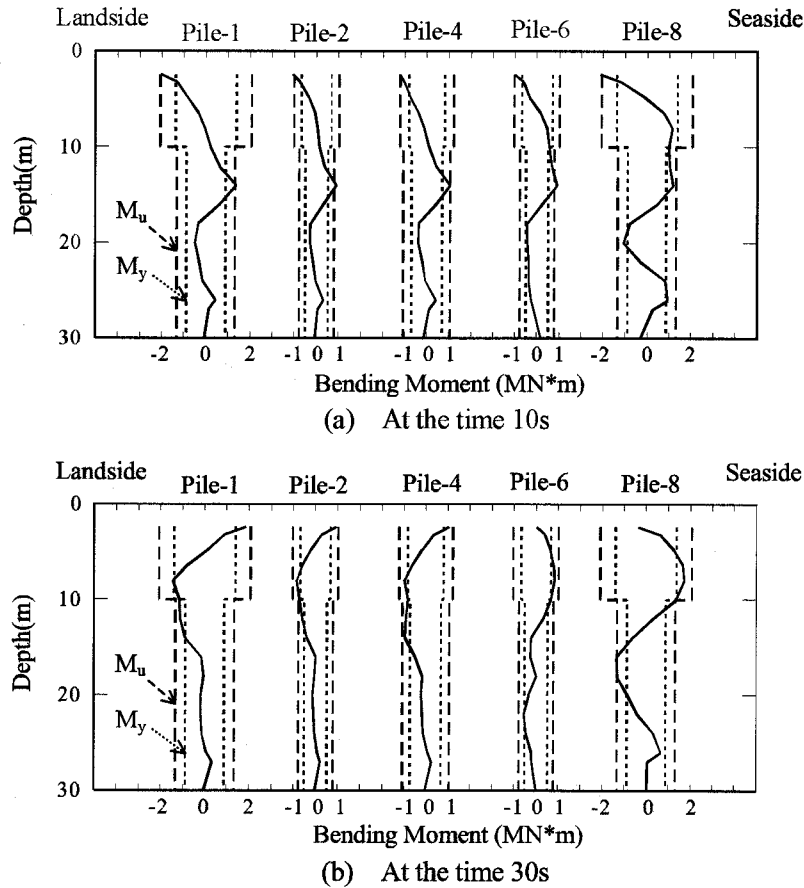 Landside Pile-1 Pile-2 Pile-4 Pile-6 Pile-8 Seaside
0
10
20
30
Depth(m)
Mu
My
-2 0 2 -1 0 1 -1 0 1 -1 0 1 -2 0 2
Bending Moment (MN*m)
(a) At the time 10s
Landside Pile-1 Pile-2 Pile-4 Pile-6 Pile-8 Seaside
0
10
20
30
Depth(m)
Mu
My
-2 0 2 -1 0 1 -1 0 1 -1 0 1 -2 0 2
Bending Moment (MN*m)
(b) At the time 30s